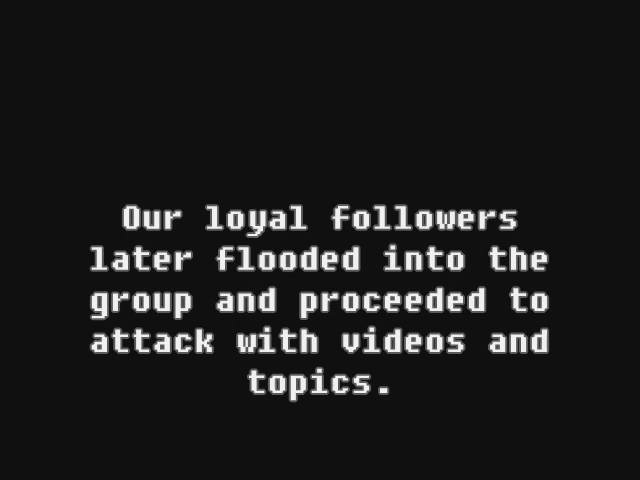 Our loyal followers
later flooded into the
group and proceeded to
attack with videos and
topics.